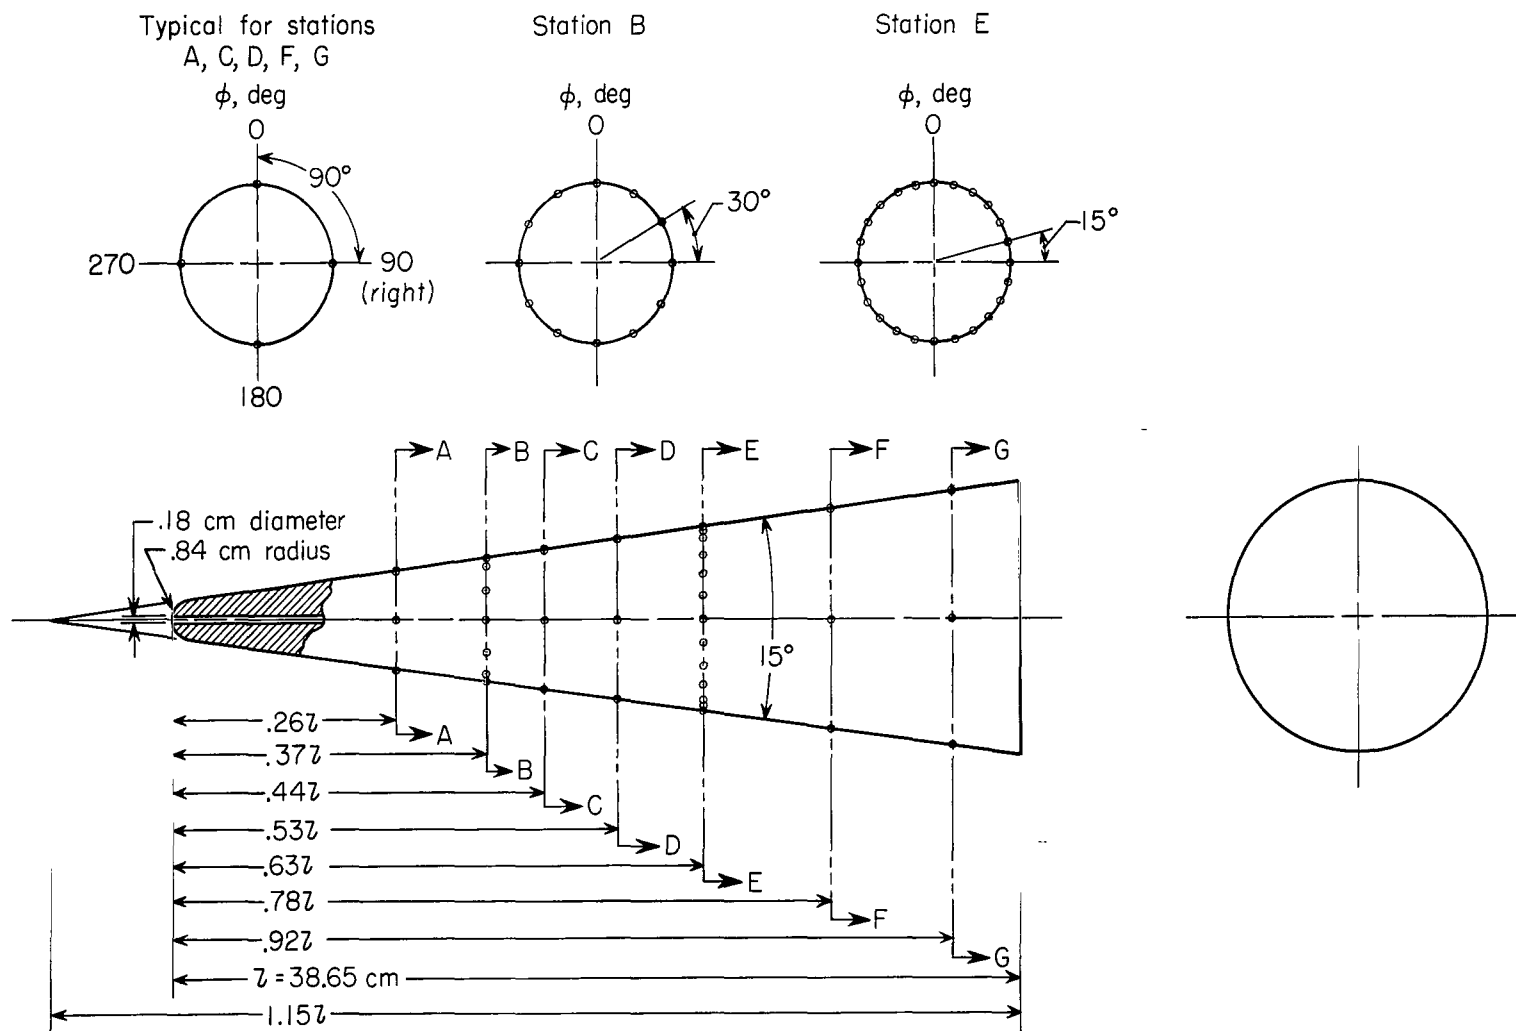 Typical for stations
A, C, D, F, G
ϕ, deg
0
90°
270
90
(right)
180
Station B
ϕ, deg
0
30°
Station E
ϕ, deg
0
15°
A
B
C
D
E
F
G
.18 cm diameter
.84 cm radius
15°
.26l
A
.37l
B
.44l
C
.53l
D
.63l
E
.78l
F
.92l
G
l = 38.65 cm
1.15l